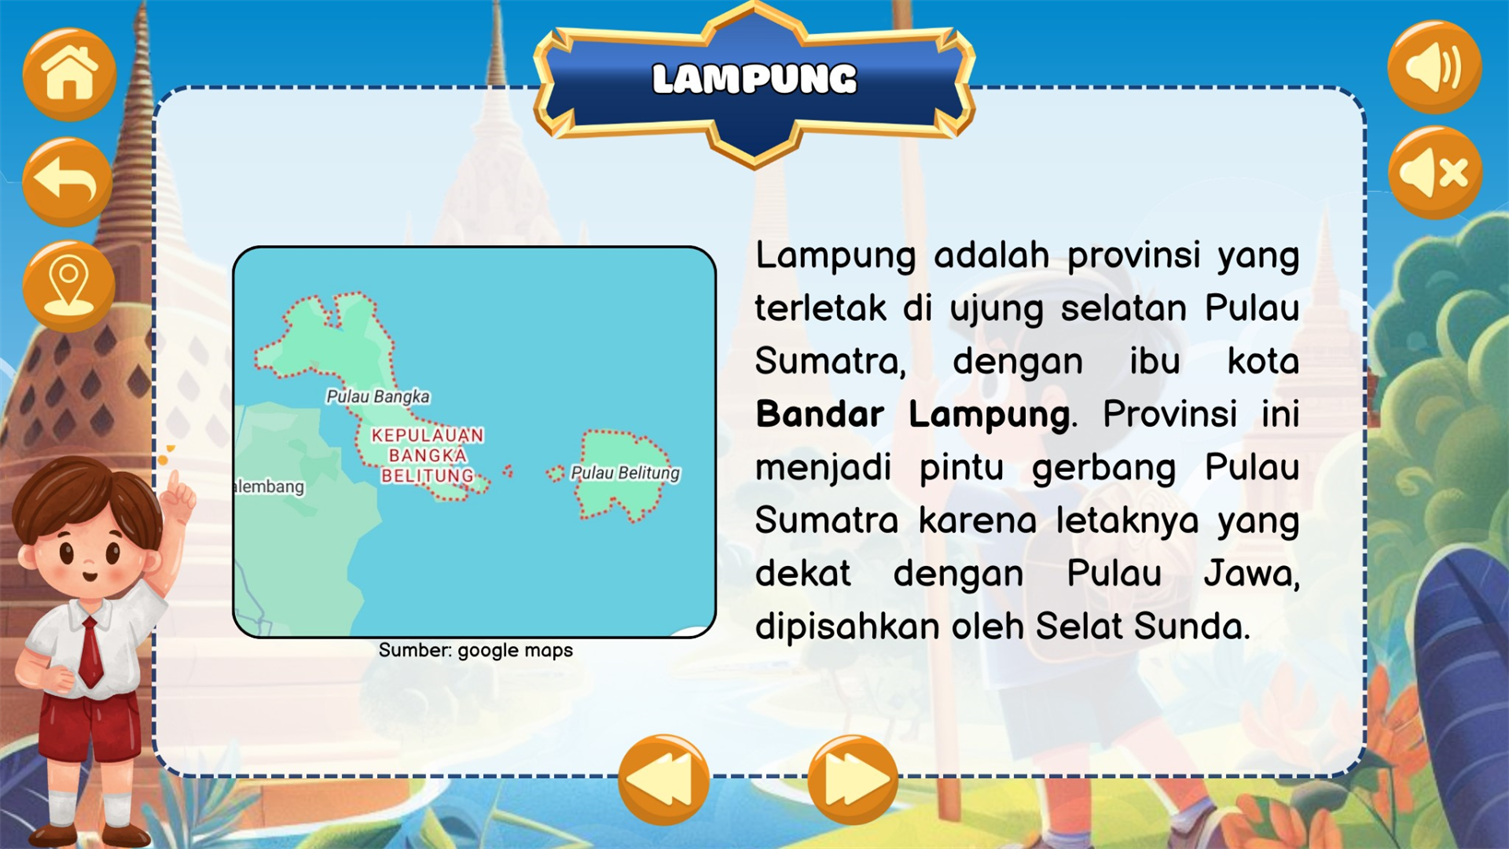 LAMPUNG
Pulau Bangka
KEPULAUAN
BANGKA
BELITUNG
Pulau Belitung
alembang
Sumber: google maps
Lampung adalah provinsi yang
terletak di ujung selatan Pulau
Sumatra, dengan ibu kota
Bandar Lampung. Provinsi ini
menjadi pintu gerbang Pulau
Sumatra karena letaknya yang
dekat dengan Pulau Jawa,
dipisahkan oleh Selat Sunda.